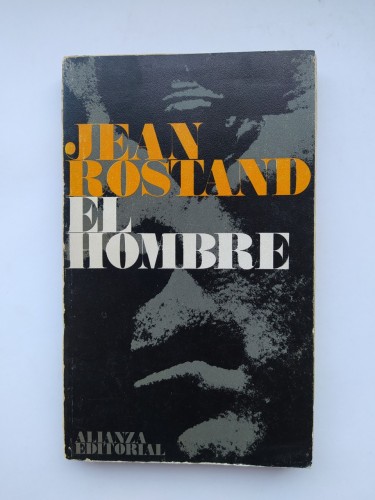 JEAN
ROSTAND
EL
HOMBRE
ALIANZA
EDITORIAL